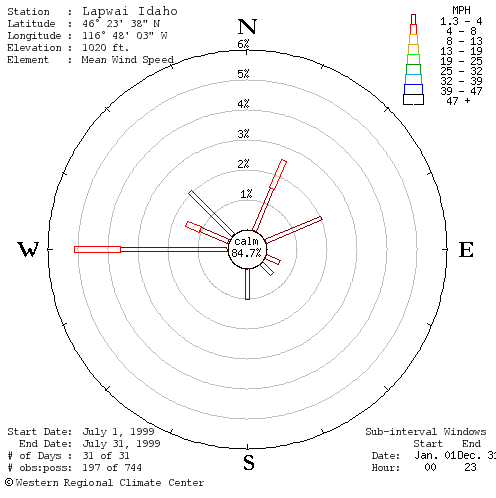 Station : Lapwai Idaho
Latitude : 46° 23' 38" N
Longitude : 116° 48' 03" W
Elevation : 1020 ft.
Element : Mean Wind Speed
MPH
1.3 - 4
4 - 8
8 - 13
13 - 19
19 - 25
25 - 32
32 - 39
39 - 47
47 +
N
6%
5%
4%
3%
2%
1%
calm
84.7%
W
E
S
Start Date: July 1, 1999
End Date: July 31, 1999
# of Days : 31 of 31
# obs:poss: 197 of 744
© Western Regional Climate Center
Sub-interval Windows
Start End
Date: Jan. 01 Dec. 31
Hour: 00 23